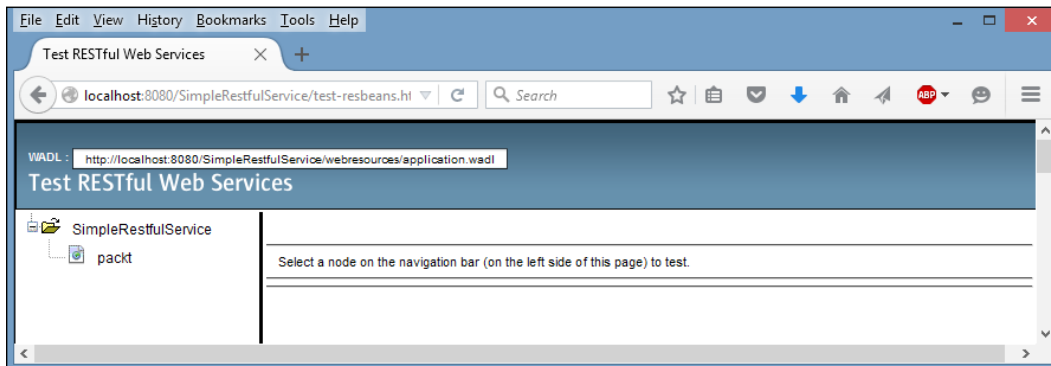 File Edit View History Bookmarks Tools Help
Test RESTful Web Services
localhost:8080/SimpleRestfulService/test-resbeans.ht
Search
ABP
WADL : http://localhost:8080/SimpleRestfulService/webresources/application.wadl
Test RESTful Web Services
SimpleRestfulService
packt
Select a node on the navigation bar (on the left side of this page) to test.